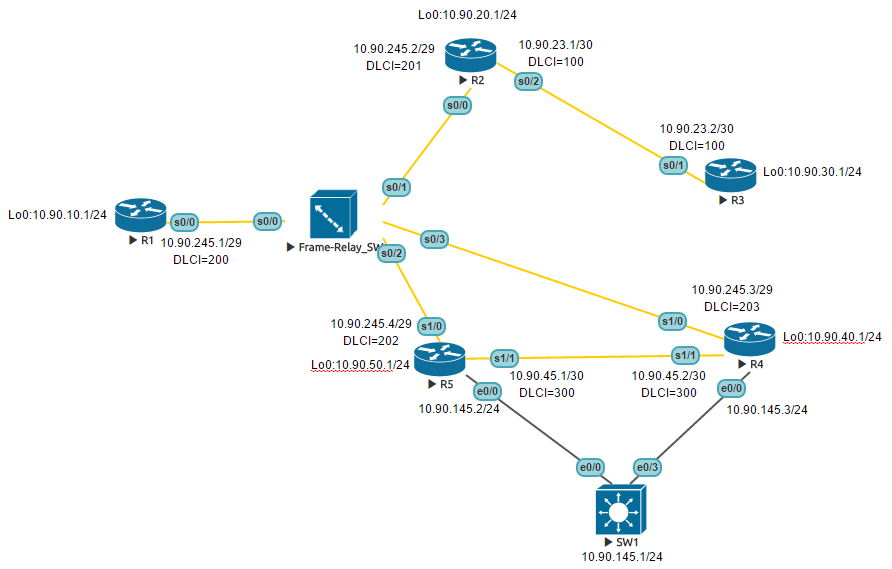 Lo0:10.90.20.1/24
10.90.245.2/29
DLCI=201
10.90.23.1/30
DLCI=100
R2
s0/2
s0/0
10.90.23.2/30
DLCI=100
s0/1
Lo0:10.90.30.1/24
R3
s0/1
Lo0:10.90.10.1/24
s0/0
s0/0
R1
10.90.245.1/29
DLCI=200
Frame-Relay_SW
s0/3
s0/2
10.90.245.3/29
DLCI=203
10.90.245.4/29
DLCI=202
s1/0
s1/0
Lo0:10.90.40.1/24
Lo0:10.90.50.1/24
s1/1
s1/1
R5
R4
10.90.45.1/30
DLCI=300
10.90.45.2/30
DLCI=300
e0/0
e0/0
10.90.145.2/24
10.90.145.3/24
e0/0
e0/3
SW1
10.90.145.1/24